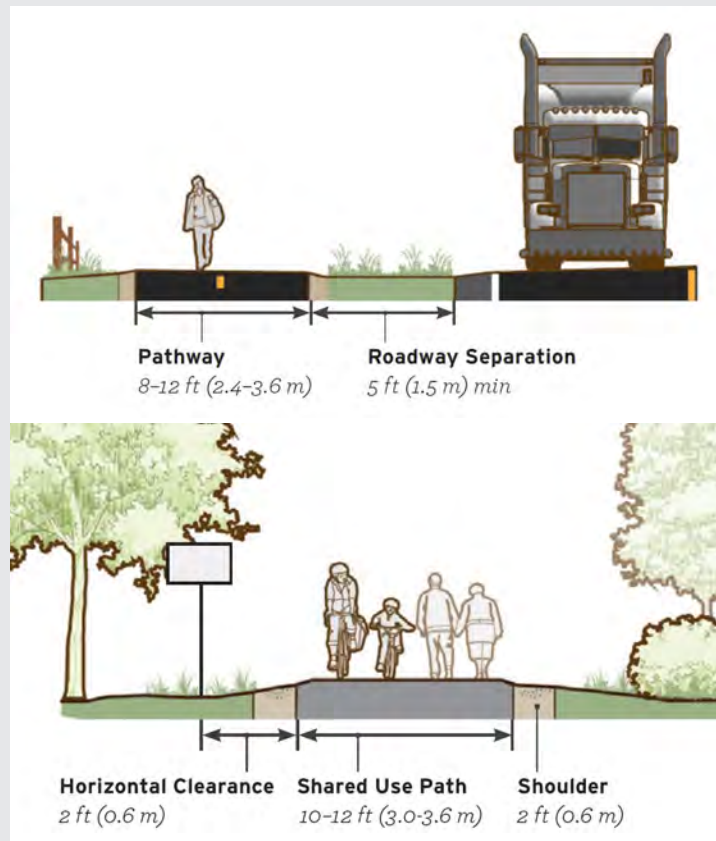 Pathway
8–12 ft (2.4–3.6 m)
Roadway Separation
5 ft (1.5 m) min
Horizontal Clearance
2 ft (0.6 m)
Shared Use Path
10–12 ft (3.0-3.6 m)
Shoulder
2 ft (0.6 m)